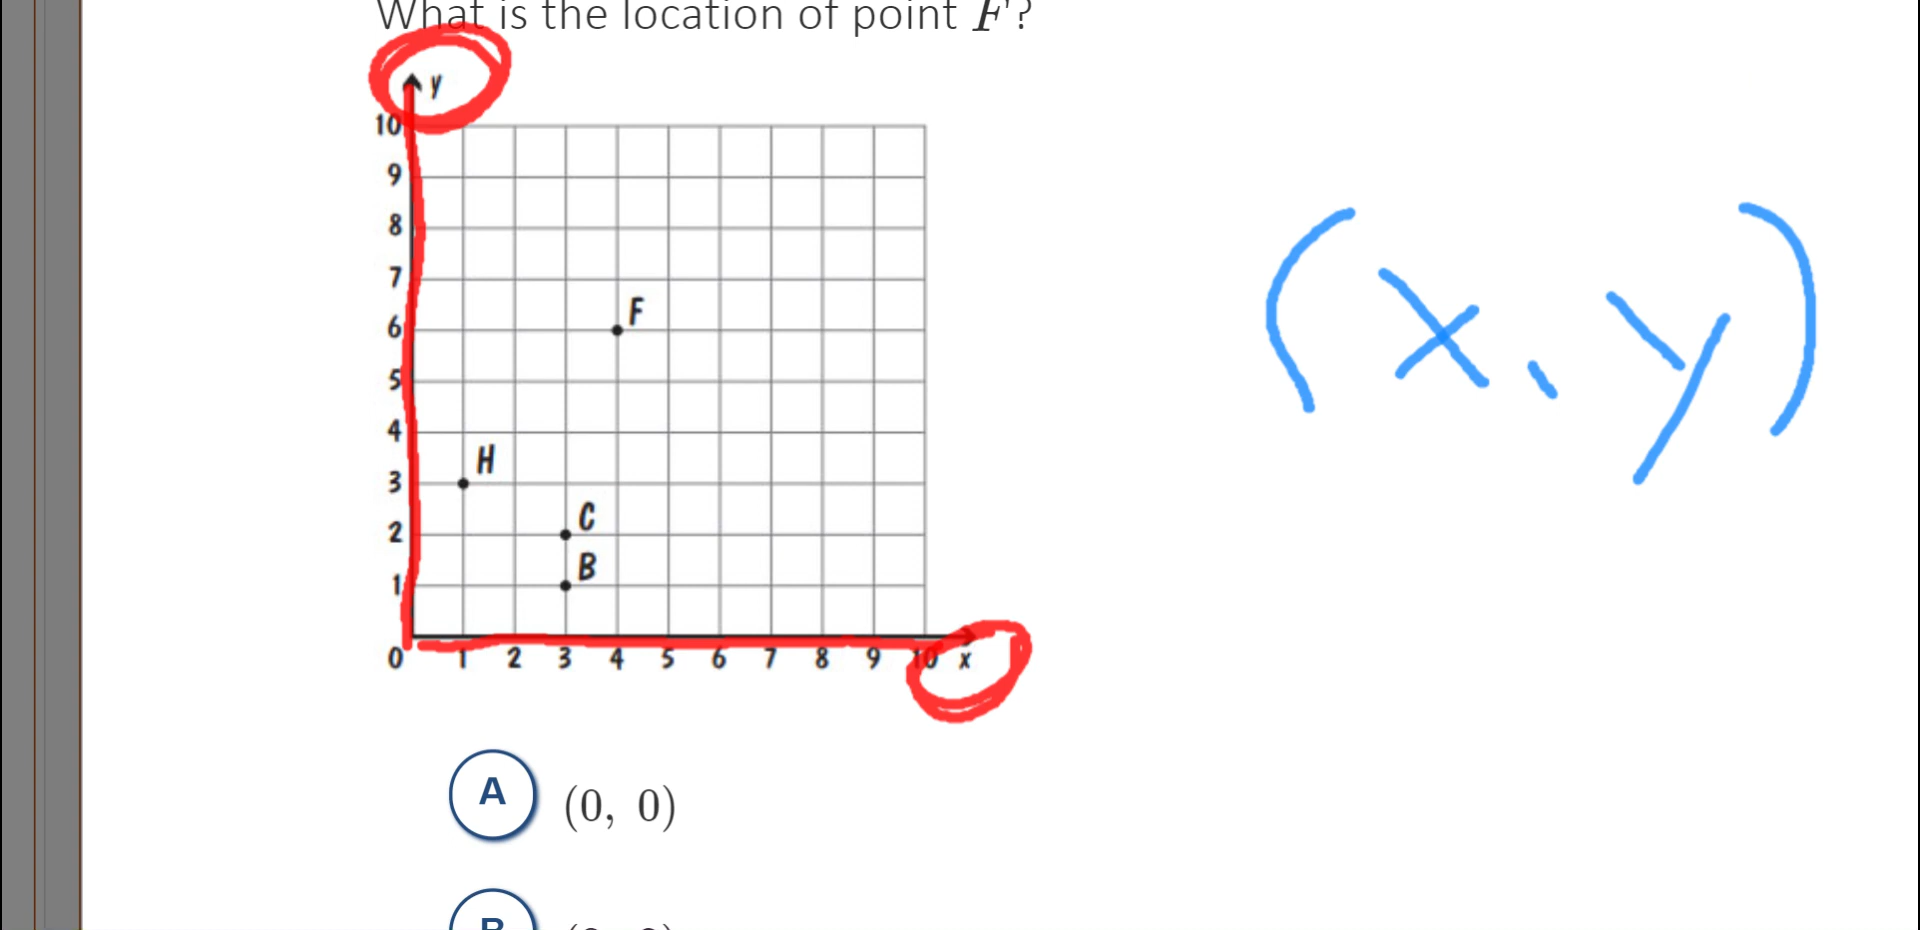 What is the location of point F?
y
10
9
8
7
F
6
(x, y)
5
4
H
3
C
2
B
1
0 1 2 3 4 5 6 7 8 9 10 x
A (0, 0)
B